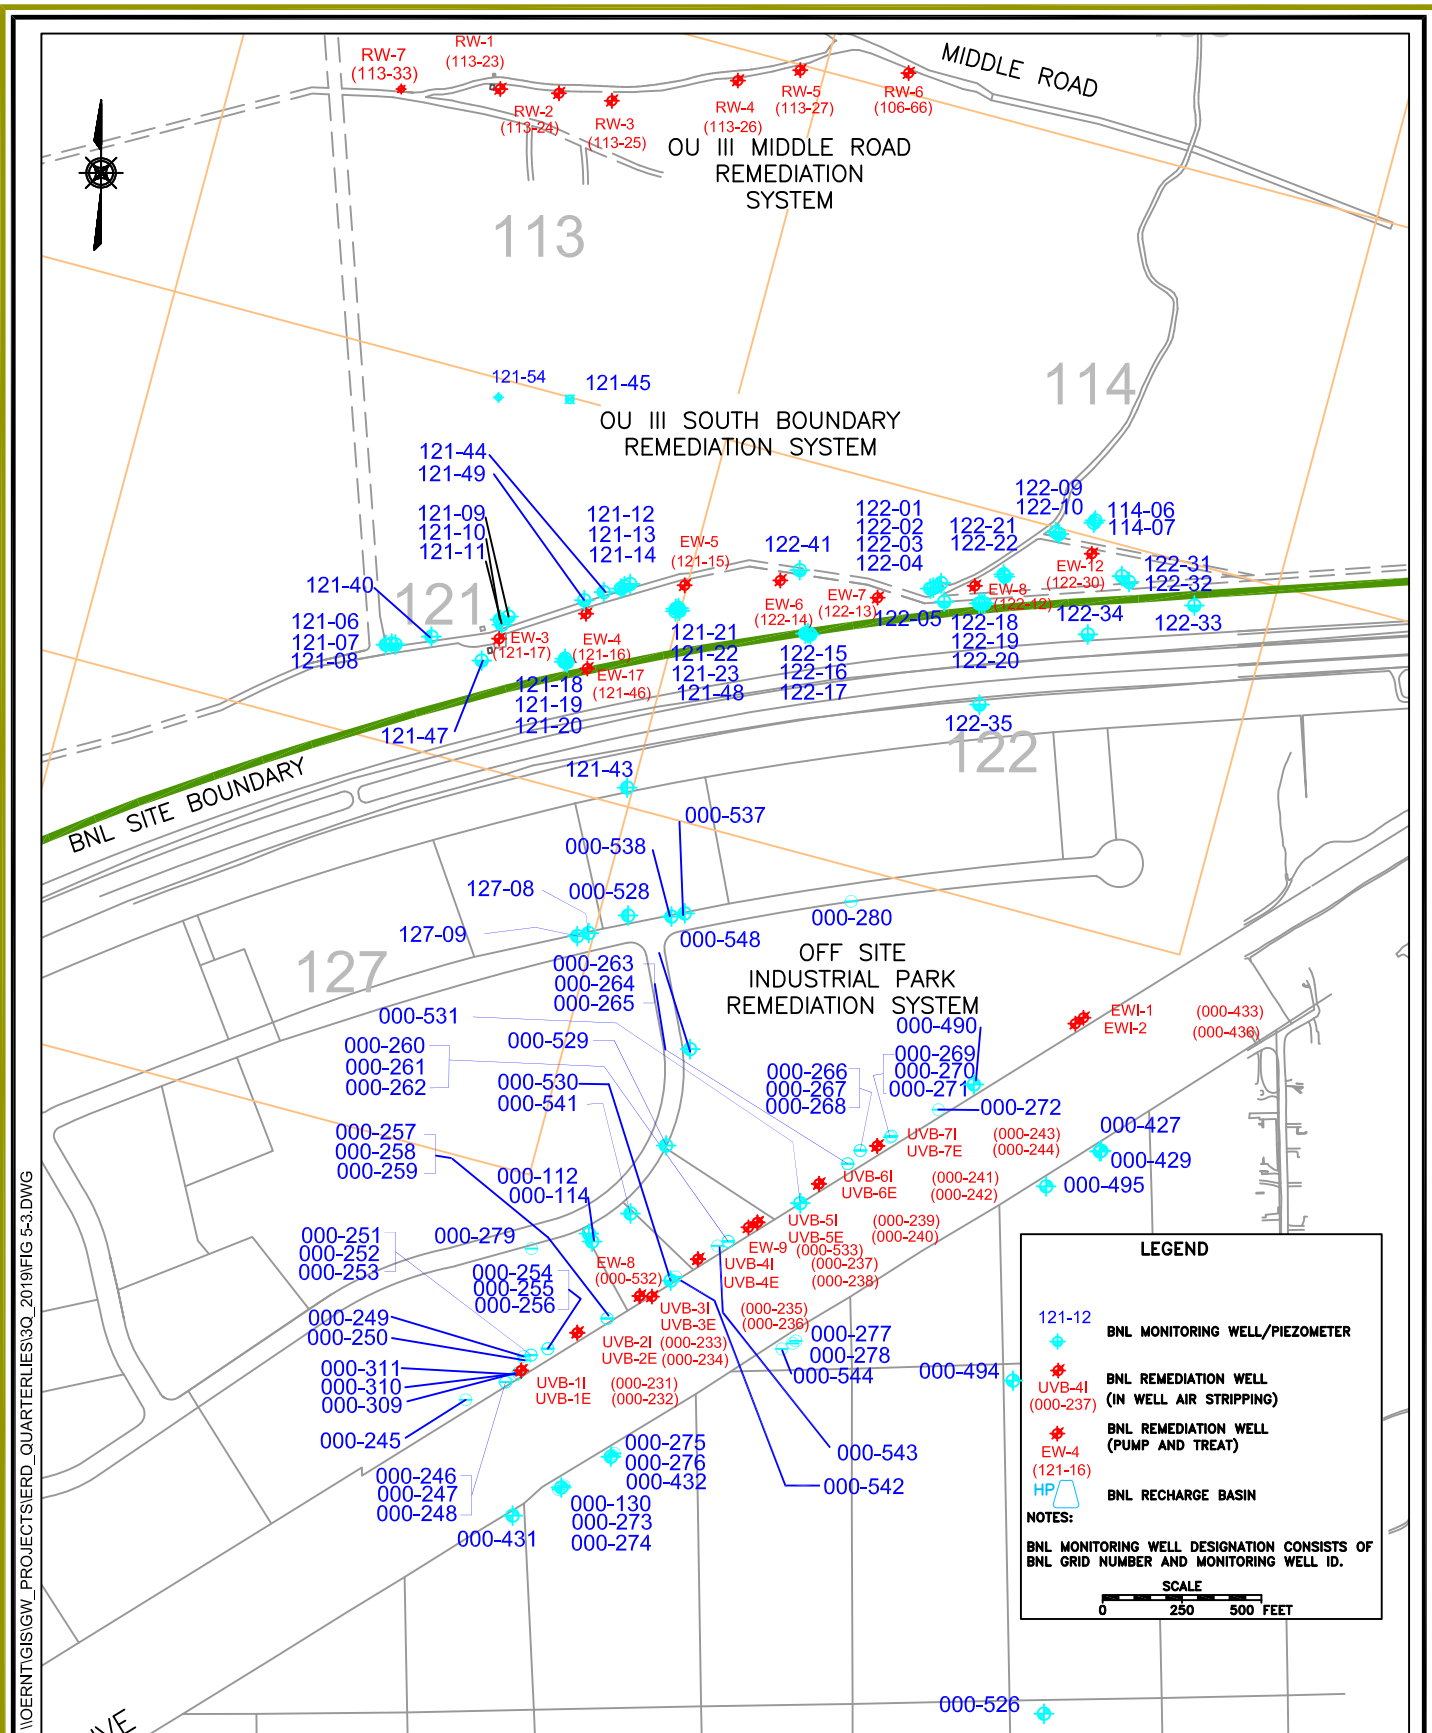 RW-1
(113-23)
RW-7
(113-33)
RW-2
(113-24)
RW-3
(113-25)
RW-4
(113-26)
RW-5
(113-27)
RW-6
(106-66)
MIDDLE ROAD
OU III MIDDLE ROAD
REMEDIATION
SYSTEM
113
114
121-54
121-45
OU III SOUTH BOUNDARY
REMEDIATION SYSTEM
121-44
121-49
121-09
121-10
121-11
121-12
121-13
121-14
EW-5
(121-15)
122-41
122-01
122-02
122-03
122-04
122-21
122-22
122-09
122-10
114-06
114-07
EW-12
(122-30)
122-31
122-32
122-33
122-34
121-40
121
121-06
121-07
121-08
EW-3
(121-17)
EW-4
(121-16)
EW-17
(121-46)
EW-6
(122-14)
EW-7
(122-13)
122-05
EW-8
(122-12)
122-18
122-19
122-20
121-21
121-22
121-23
121-48
122-15
122-16
122-17
121-18
121-19
121-20
121-47
122-35
122
121-43
BNL SITE BOUNDARY
000-537
000-538
127-08
000-528
000-280
127-09
000-548
127
OFF SITE
INDUSTRIAL PARK
REMEDIATION SYSTEM
000-263
000-264
000-265
000-531
000-529
000-260
000-261
000-262
000-530
000-541
000-490
000-269
000-270
000-271
000-266
000-267
000-268
000-272
EWI-1 (000-433)
EWI-2 (000-436)
000-427
000-429
000-495
UVB-7I (000-243)
UVB-7E (000-244)
UVB-6I (000-241)
UVB-6E (000-242)
UVB-5I (000-239)
UVB-5E (000-240)
EW-9 (000-533)
UVB-4I (000-237)
UVB-4E (000-238)
000-257
000-258
000-259
000-112
000-114
000-251
000-252
000-253
000-279
EW-8
(000-532)
000-254
000-255
000-256
UVB-3I (000-235)
UVB-3E (000-236)
UVB-2I (000-233)
UVB-2E (000-234)
000-249
000-250
000-311
000-310
000-309
UVB-1I (000-231)
UVB-1E (000-232)
000-277
000-278
000-544
000-494
000-245
000-246
000-247
000-248
000-275
000-276
000-432
000-543
000-542
000-130
000-273
000-274
000-431
000-526
LEGEND
121-12
BNL MONITORING WELL/PIEZOMETER
UVB-4I
(000-237)
BNL REMEDIATION WELL
(IN WELL AIR STRIPPING)
EW-4
(121-16)
BNL REMEDIATION WELL
(PUMP AND TREAT)
HP
BNL RECHARGE BASIN
NOTES:
BNL MONITORING WELL DESIGNATION CONSISTS OF
BNL GRID NUMBER AND MONITORING WELL ID.
SCALE
0 250 500 FEET
\\OERNT\GIS\GW_PROJECTS\ERD_QUARTERLIES\3Q_2019\FIG 5-3.DWG